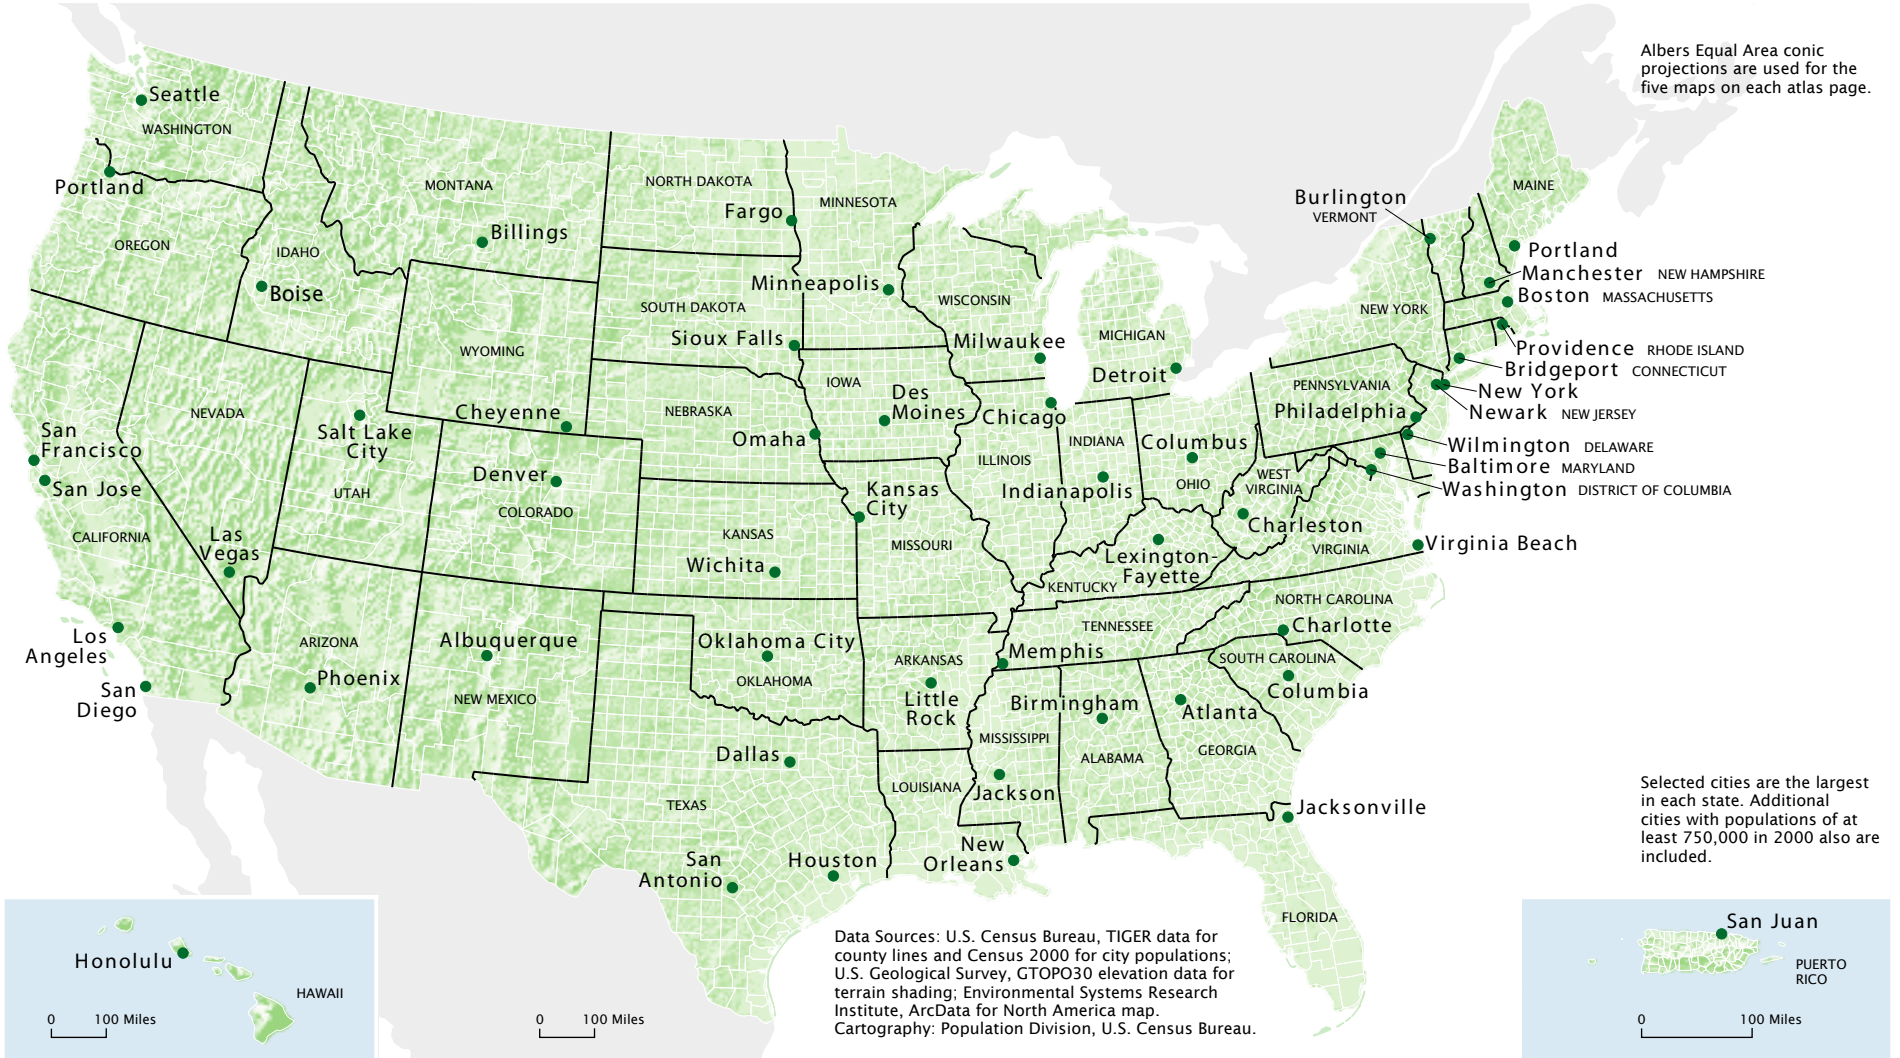 Albers Equal Area conic
projections are used for the
five maps on each atlas page.
Seattle
WASHINGTON
Portland
OREGON
IDAHO
Boise
MONTANA
Billings
NORTH DAKOTA
Fargo
MINNESOTA
Minneapolis
SOUTH DAKOTA
Sioux Falls
WYOMING
Cheyenne
WISCONSIN
Milwaukee
MICHIGAN
Detroit
Burlington
VERMONT
MAINE
Portland
Manchester NEW HAMPSHIRE
Boston MASSACHUSETTS
NEW YORK
Providence RHODE ISLAND
Bridgeport CONNECTICUT
New York
Newark NEW JERSEY
PENNSYLVANIA
Philadelphia
Wilmington DELAWARE
Baltimore MARYLAND
Washington DISTRICT OF COLUMBIA
San
Francisco
San Jose
CALIFORNIA
NEVADA
Las
Vegas
Salt Lake
City
UTAH
Denver
COLORADO
NEBRASKA
Omaha
IOWA
Des
Moines
Chicago
ILLINOIS
INDIANA
Indianapolis
Columbus
OHIO
WEST
VIRGINIA
Charleston
VIRGINIA
Virginia Beach
KANSAS
Wichita
Kansas
City
MISSOURI
Lexington-
Fayette
KENTUCKY
Los
Angeles
San
Diego
ARIZONA
Phoenix
Albuquerque
NEW MEXICO
Oklahoma City
OKLAHOMA
ARKANSAS
Little
Rock
TENNESSEE
Memphis
NORTH CAROLINA
Charlotte
SOUTH CAROLINA
Columbia
Birmingham
ALABAMA
Atlanta
GEORGIA
MISSISSIPPI
Jackson
LOUISIANA
New
Orleans
Dallas
TEXAS
San
Antonio
Houston
Jacksonville
FLORIDA
Selected cities are the largest
in each state. Additional
cities with populations of at
least 750,000 in 2000 also are
included.
Honolulu
HAWAII
0 100 Miles
0 100 Miles
Data Sources: U.S. Census Bureau, TIGER data for
county lines and Census 2000 for city populations;
U.S. Geological Survey, GTOPO30 elevation data for
terrain shading; Environmental Systems Research
Institute, ArcData for North America map.
Cartography: Population Division, U.S. Census Bureau.
San Juan
PUERTO
RICO
0 100 Miles